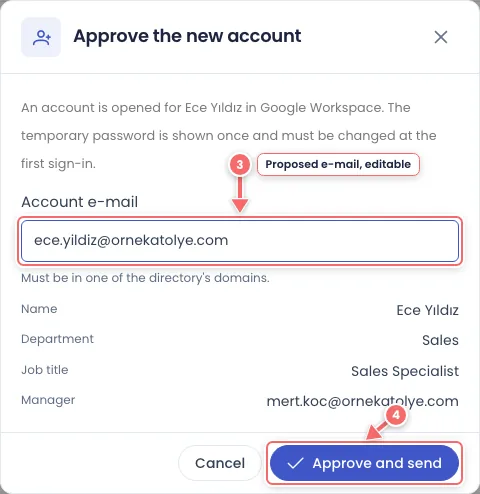 Approve the new account
An account is opened for Ece Yıldız in Google Workspace. The
temporary password is shown once and must be changed at the
first sign-in.
3
Proposed e-mail, editable
Account e-mail
ece.yildiz@ornekatolye.com
Must be in one of the directory's domains.
Name
Ece Yıldız
Department
Sales
Job title
Sales Specialist
Manager
mert.koc@ornekatolye.com
4
Cancel
Approve and send